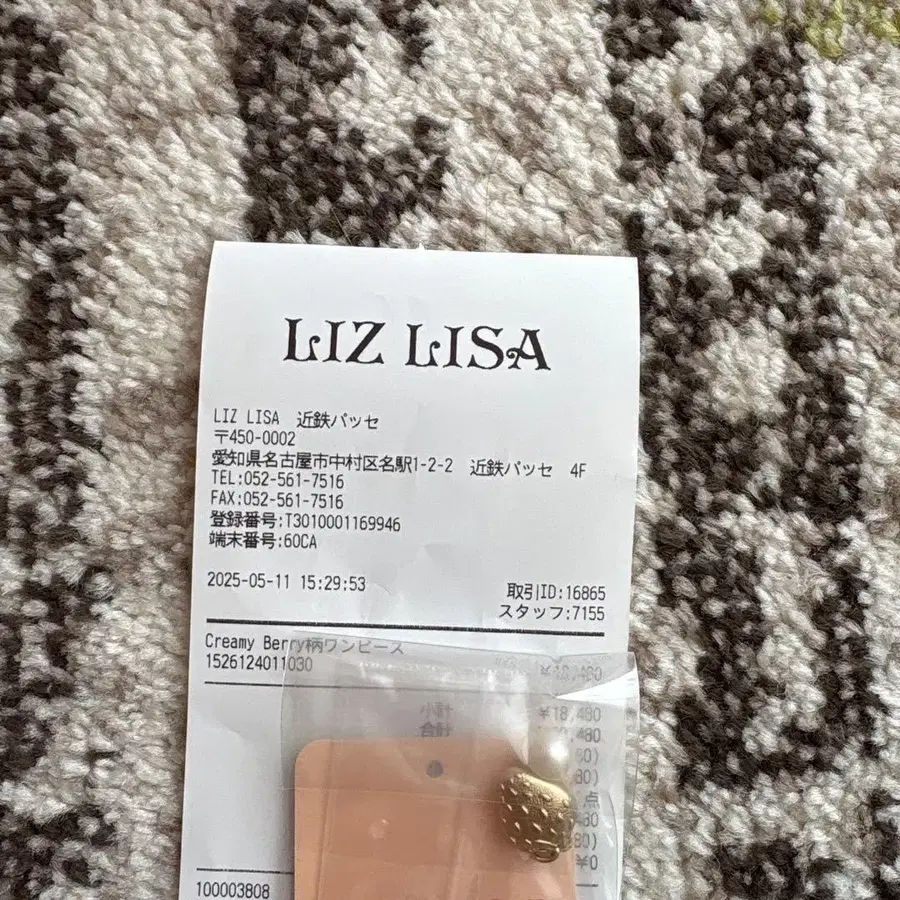 LIZ LISA
LIZ LISA 近鉄パッセ
〒450-0002
愛知県名古屋市中村区名駅1-2-2 近鉄パッセ 4F
TEL:052-561-7516
FAX:052-561-7516
登録番号:T3010001169946
端末番号:60CA
2025-05-11 15:29:53
取引ID:16865
スタッフ:7155
Creamy Berry柄ワンピース
1526124011030
小計 ¥18,480
合計
点
¥0
100003808